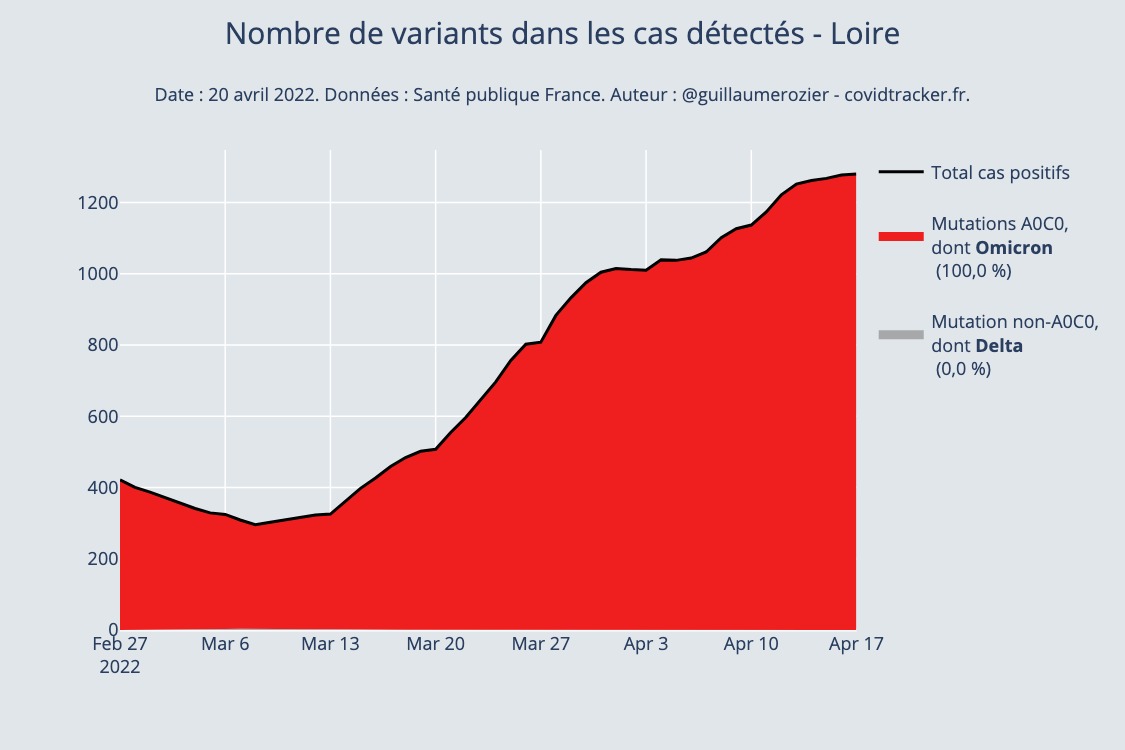 Nombre de variants dans les cas détectés - Loire
Date : 20 avril 2022. Données : Santé publique France. Auteur : @guillaumerozier - covidtracker.fr.
Total cas positifs
Mutations A0C0,
dont Omicron
(100,0 %)
Mutation non-A0C0,
dont Delta
(0,0 %)
1200
1000
800
600
400
200
0
Feb 27 Mar 6 Mar 13 Mar 20 Mar 27 Apr 3 Apr 10 Apr 17
2022